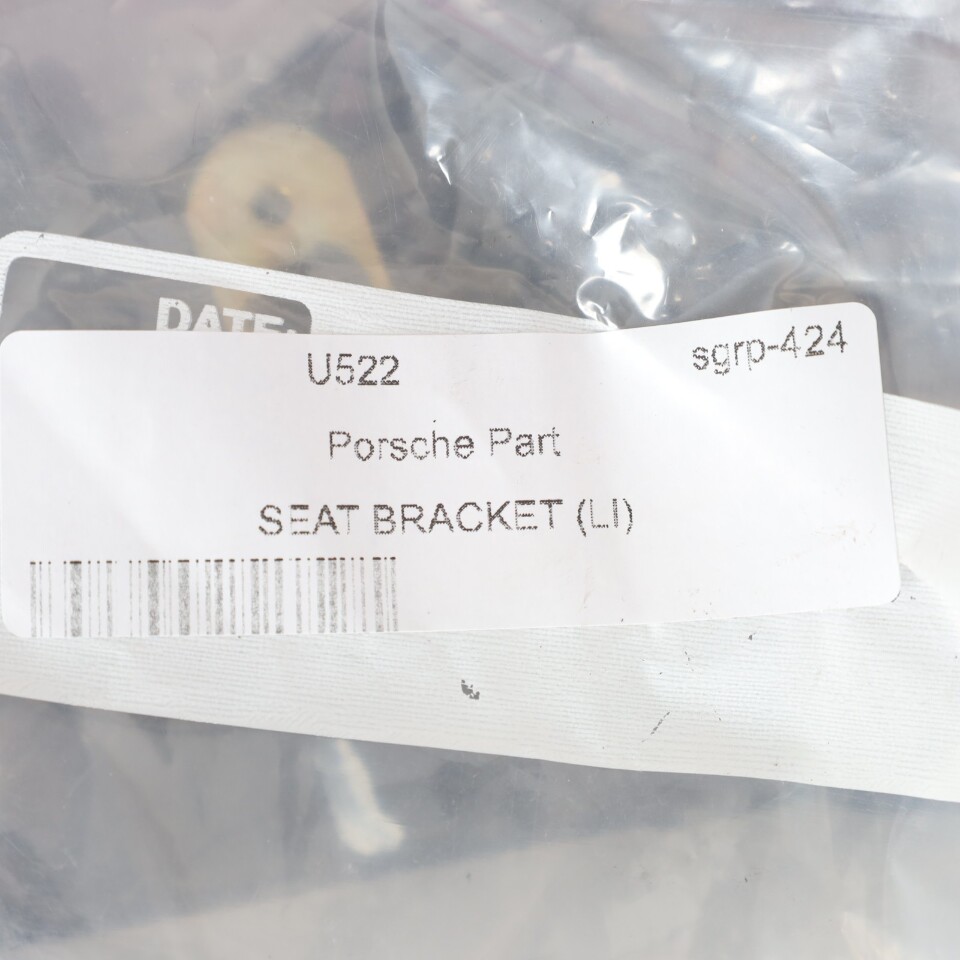 DATE:
U522
sgrp-424
Porsche Part
SEAT BRACKET (LI)